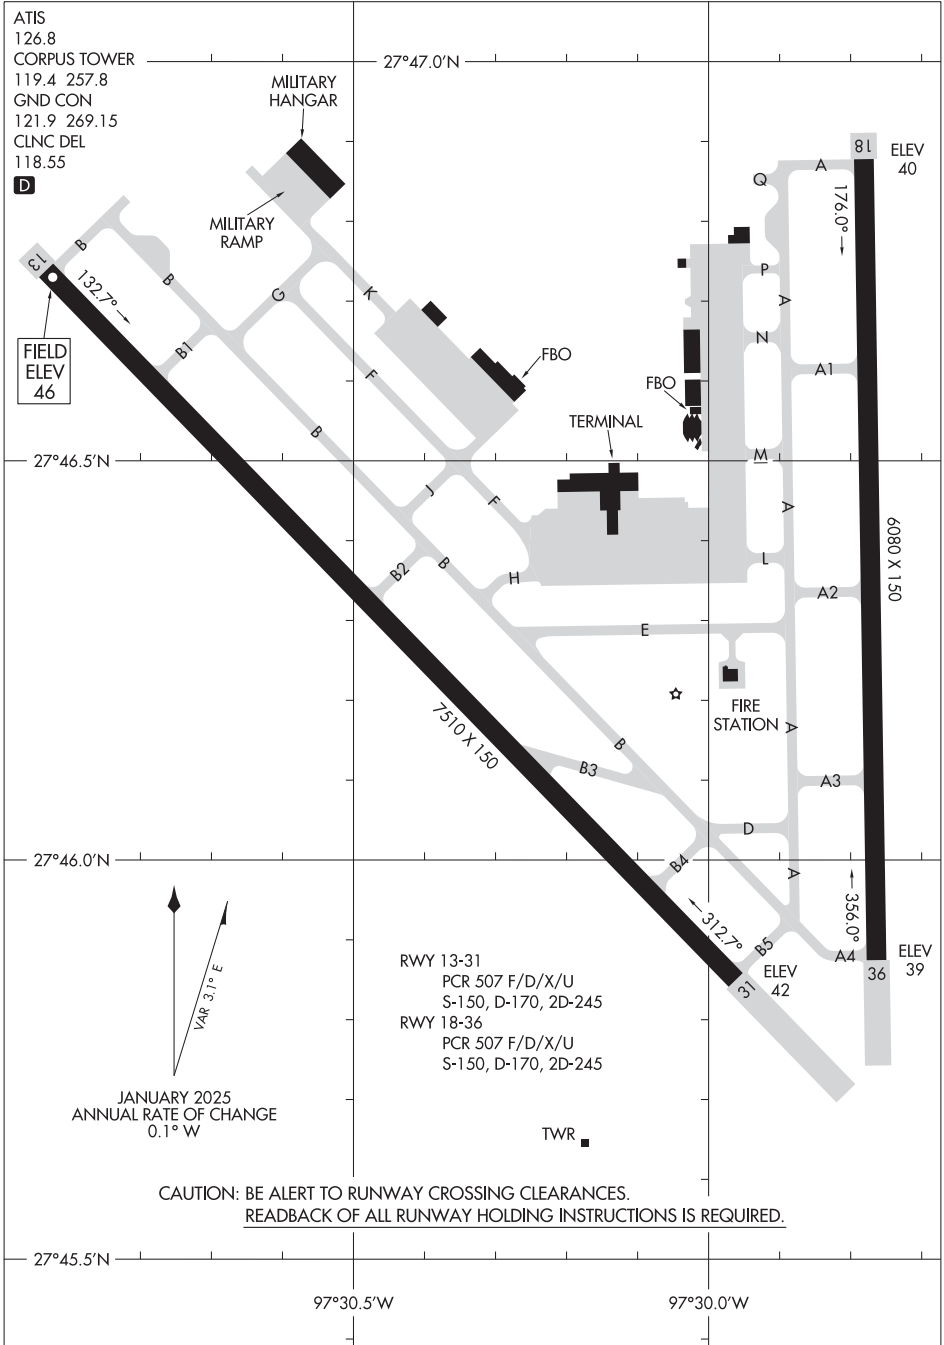 ATIS
126.8
CORPUS TOWER
119.4 257.8
GND CON
121.9 269.15
CLNC DEL
118.55
D
27°47.0'N
MILITARY
HANGAR
MILITARY
RAMP
18
ELEV
40
A
Q
176.0°
13
B
132.7°
B
G
K
P
A
FIELD
ELEV
46
B1
F
FBO
N
A1
FBO
B
TERMINAL
27°46.5'N
M
J
F
A
6080 X 150
B2
B
H
L
A2
E
FIRE
STATION
A
7510 X 150
B
B3
A3
D
27°46.0'N
B4
A
356.0°
312.7°
B5
A4
ELEV
39
36
ELEV
42
31
VAR 3.1° E
RWY 13-31
PCR 507 F/D/X/U
S-150, D-170, 2D-245
RWY 18-36
PCR 507 F/D/X/U
S-150, D-170, 2D-245
JANUARY 2025
ANNUAL RATE OF CHANGE
0.1° W
TWR
CAUTION: BE ALERT TO RUNWAY CROSSING CLEARANCES.
READBACK OF ALL RUNWAY HOLDING INSTRUCTIONS IS REQUIRED.
27°45.5'N
97°30.5'W
97°30.0'W